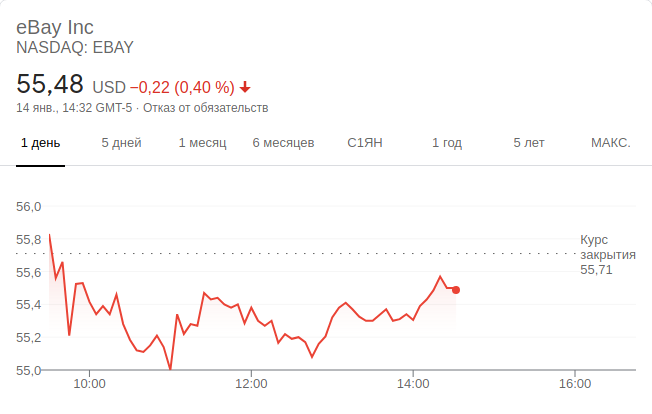 eBay Inc
NASDAQ: EBAY
55,48 USD −0,22 (0,40 %)
14 янв., 14:32 GMT-5 · Отказ от обязательств
1 день 5 дней 1 месяц 6 месяцев С1ЯН 1 год 5 лет МАКС.
56,0
55,8
55,6
55,4
55,2
55,0
Курс
закрытия
55,71
10:00 12:00 14:00 16:00